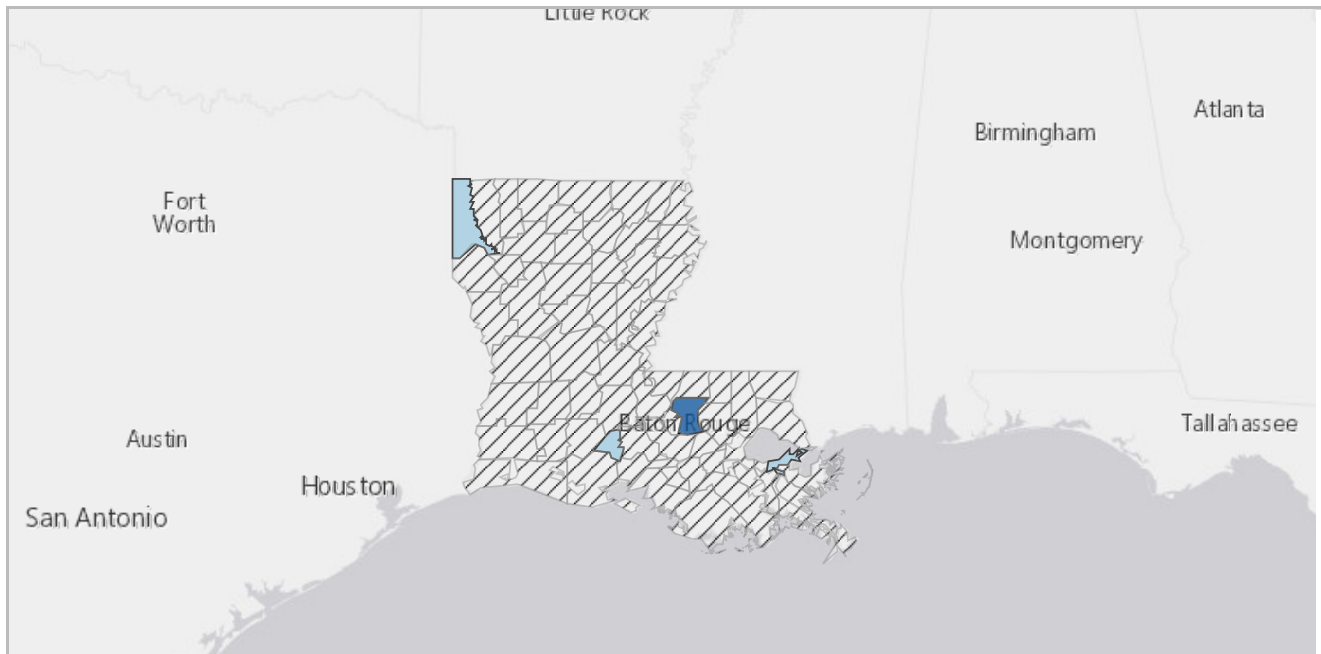 Little Rock
Atlanta
Birmingham
Fort
Worth
Montgomery
Baton Rouge
Tallahassee
Austin
Houston
San Antonio